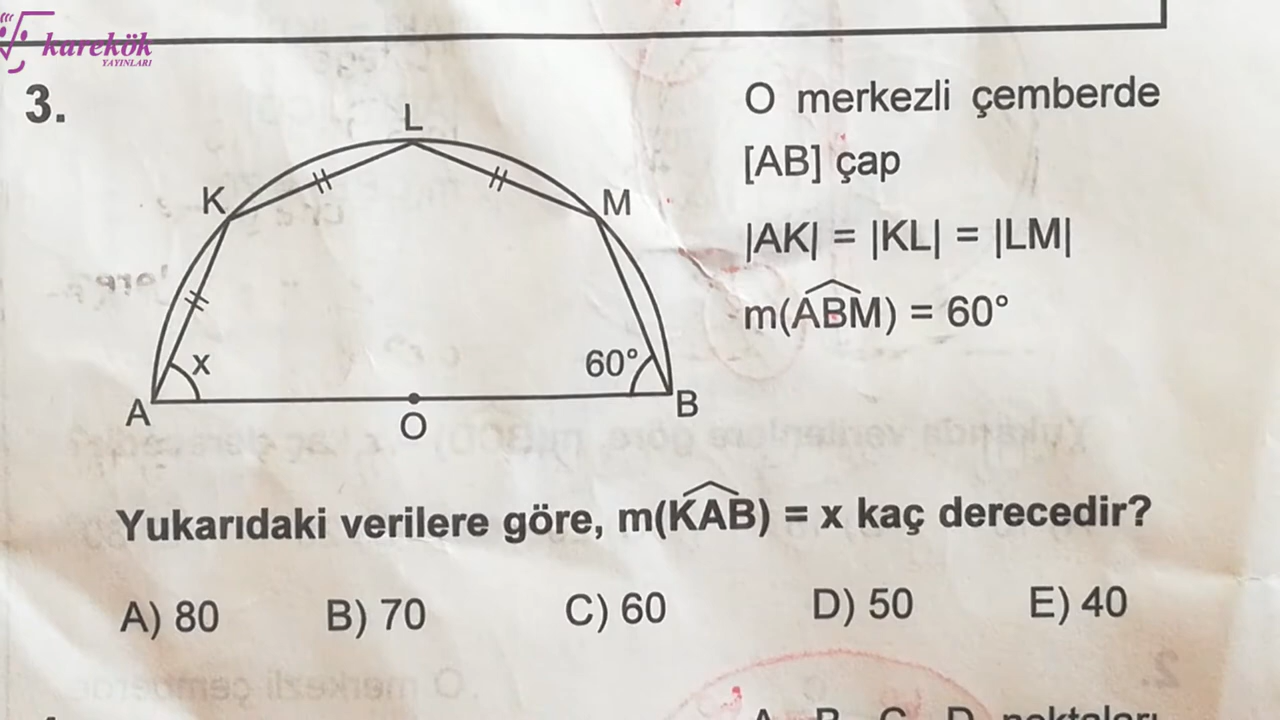 karekök
YAYINLARI
3.
L
K
M
x
60°
A
O
B
O merkezli çemberde
[AB] çap
|AK| = |KL| = |LM|
m(ABM) = 60°
Yukarıdaki verilere göre, m(KAB) = x kaç derecedir?
A) 80 B) 70 C) 60 D) 50 E) 40